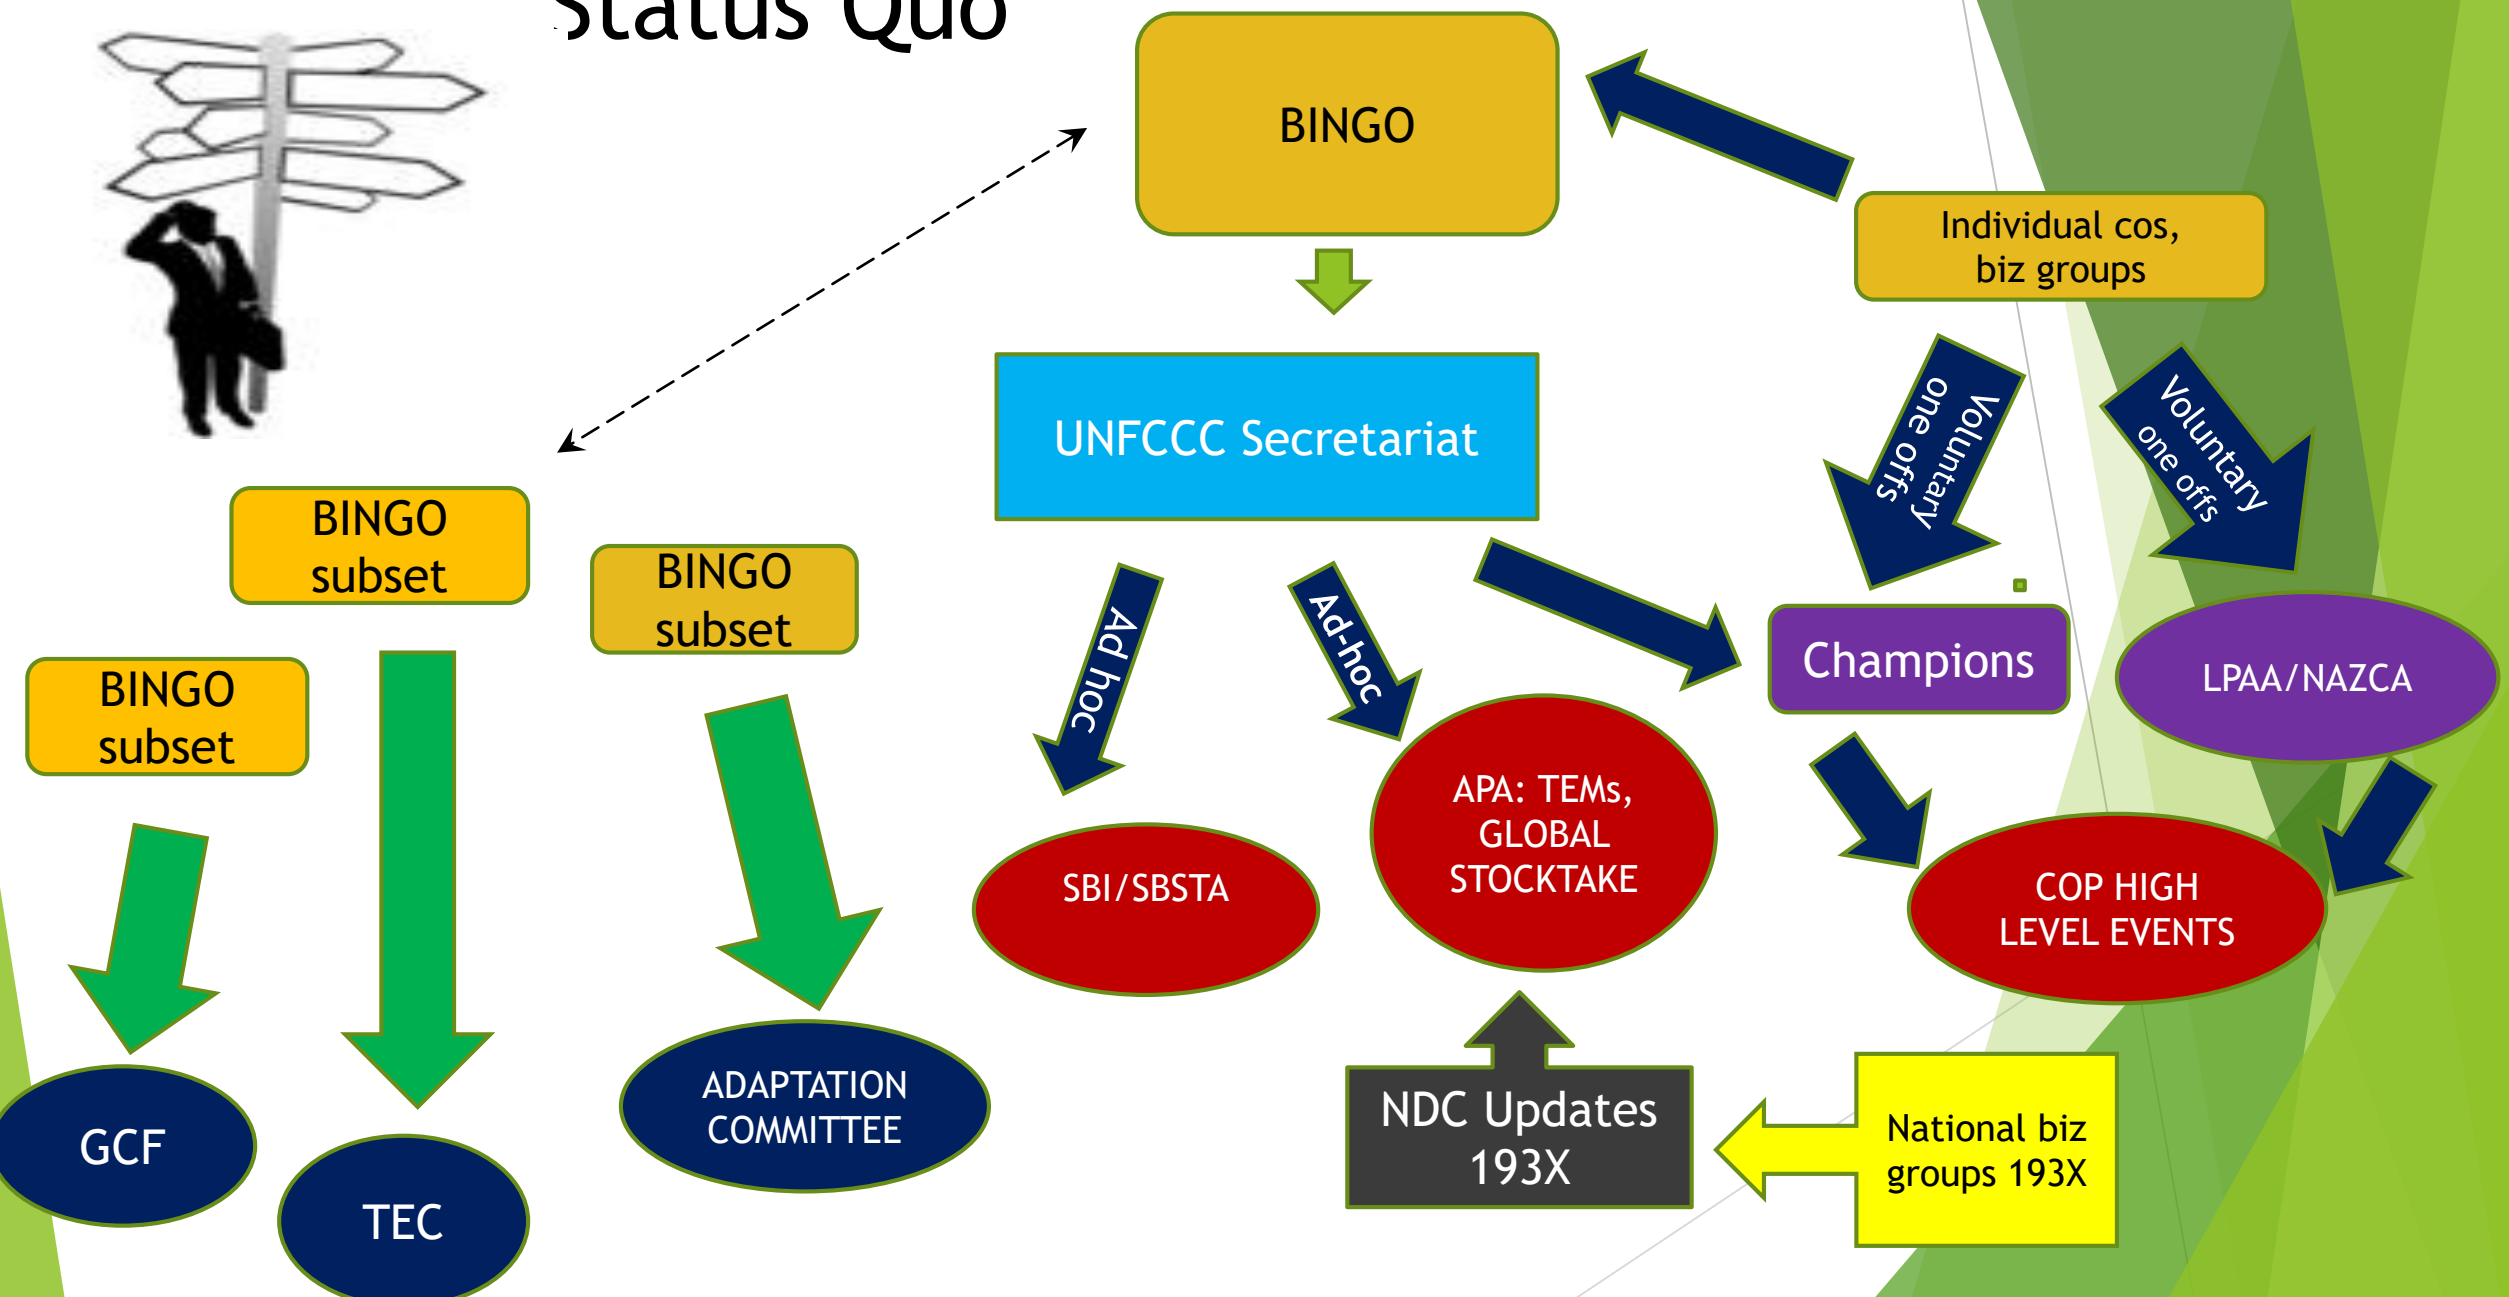 Status Quo
BINGO
Individual cos,
biz groups
UNFCCC Secretariat
Voluntary
one offs
Voluntary
one offs
BINGO
subset
BINGO
subset
BINGO
subset
Ad hoc
Ad-hoc
Champions
LPAA/NAZCA
APA: TEMs,
GLOBAL
STOCKTAKE
SBI/SBSTA
COP HIGH
LEVEL EVENTS
ADAPTATION
COMMITTEE
GCF
TEC
NDC Updates
193X
National biz
groups 193X